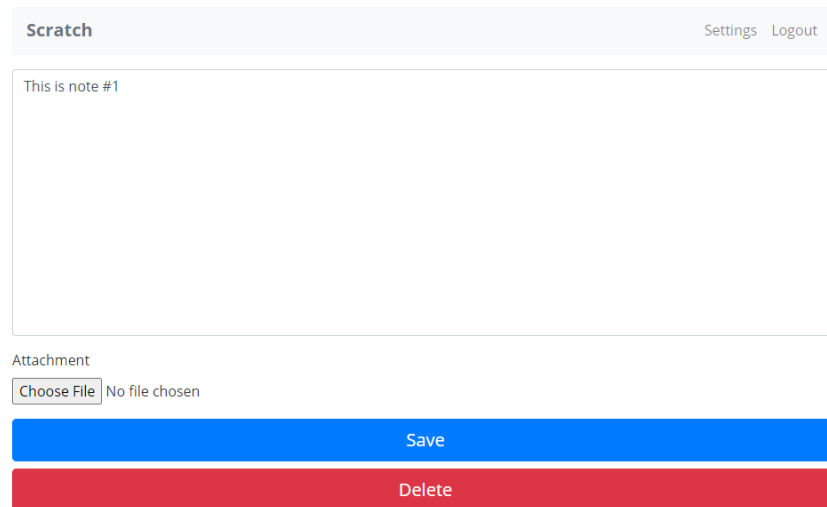 Scratch Settings Logout
This is note #1
Attachment
Choose File No file chosen
Save
Delete